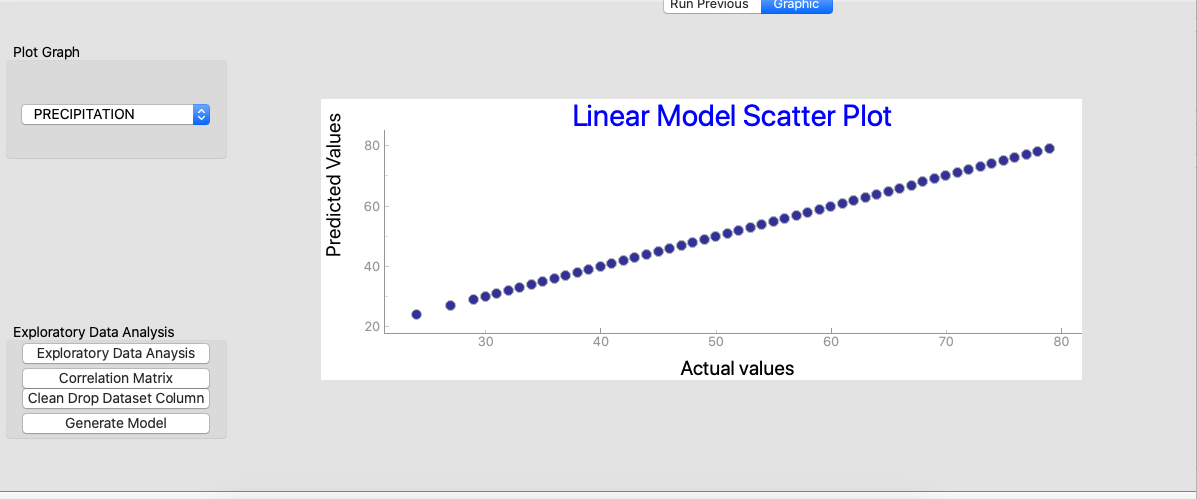 Run Previous
Graphic
Plot Graph
PRECIPITATION
Linear Model Scatter Plot
Predicted Values
80
60
40
20
30
40
50
60
70
80
Actual values
Exploratory Data Analysis
Exploratory Data Anaysis
Correlation Matrix
Clean Drop Dataset Column
Generate Model